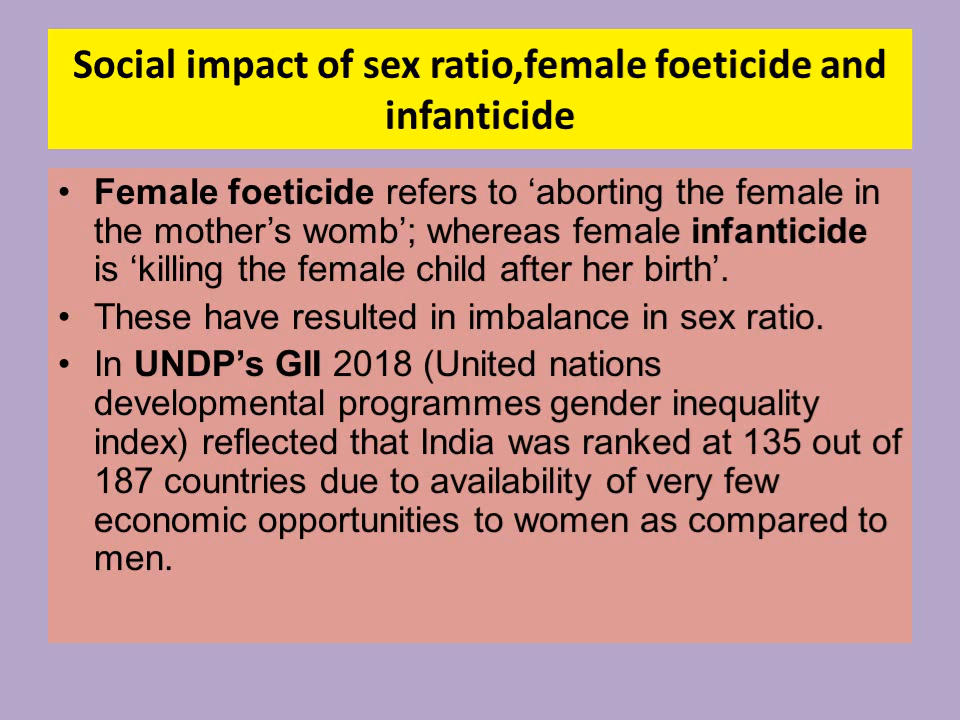 Social impact of sex ratio,female foeticide and
infanticide
• Female foeticide refers to ‘aborting the female in
the mother’s womb’; whereas female infanticide
is ‘killing the female child after her birth’.
• These have resulted in imbalance in sex ratio.
• In UNDP’s GII 2018 (United nations
developmental programmes gender inequality
index) reflected that India was ranked at 135 out of
187 countries due to availability of very few
economic opportunities to women as compared to
men.